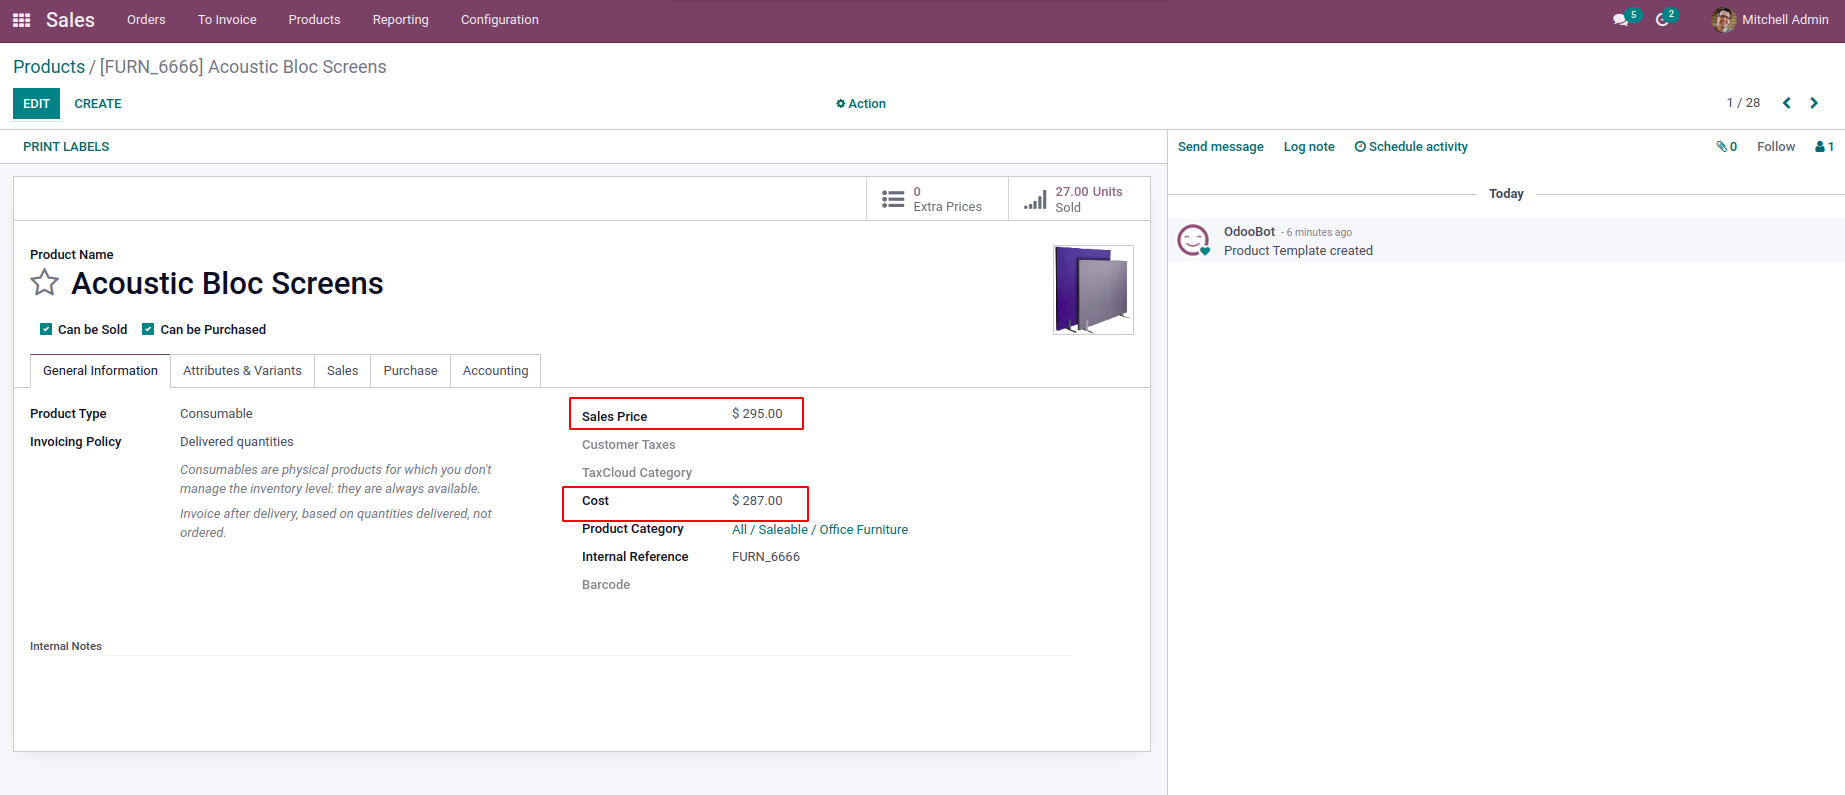 Sales Orders To Invoice Products Reporting Configuration 5 2 Mitchell Admin
Products / [FURN_6666] Acoustic Bloc Screens
EDIT CREATE Action 1 / 28
PRINT LABELS
Send message Log note Schedule activity 0 Follow 1
0
Extra Prices
27.00 Units
Sold
Today
OdooBot - 6 minutes ago
Product Template created
Product Name
Acoustic Bloc Screens
Can be Sold Can be Purchased
General Information Attributes & Variants Sales Purchase Accounting
Product Type Consumable
Invoicing Policy Delivered quantities
Consumables are physical products for which you don't
manage the inventory level: they are always available.
Invoice after delivery, based on quantities delivered, not
ordered.
Sales Price $ 295.00
Customer Taxes
TaxCloud Category
Cost $ 287.00
Product Category All / Saleable / Office Furniture
Internal Reference FURN_6666
Barcode
Internal Notes